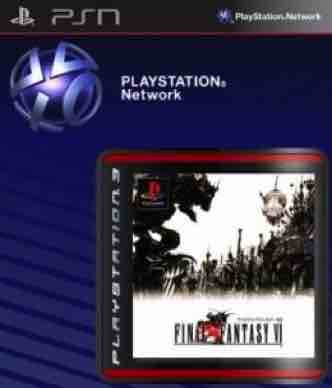 PSN
PlayStation.Network
PLAYSTATION®
Network
PLAYSTATION 3
FINAL FANTASY VI